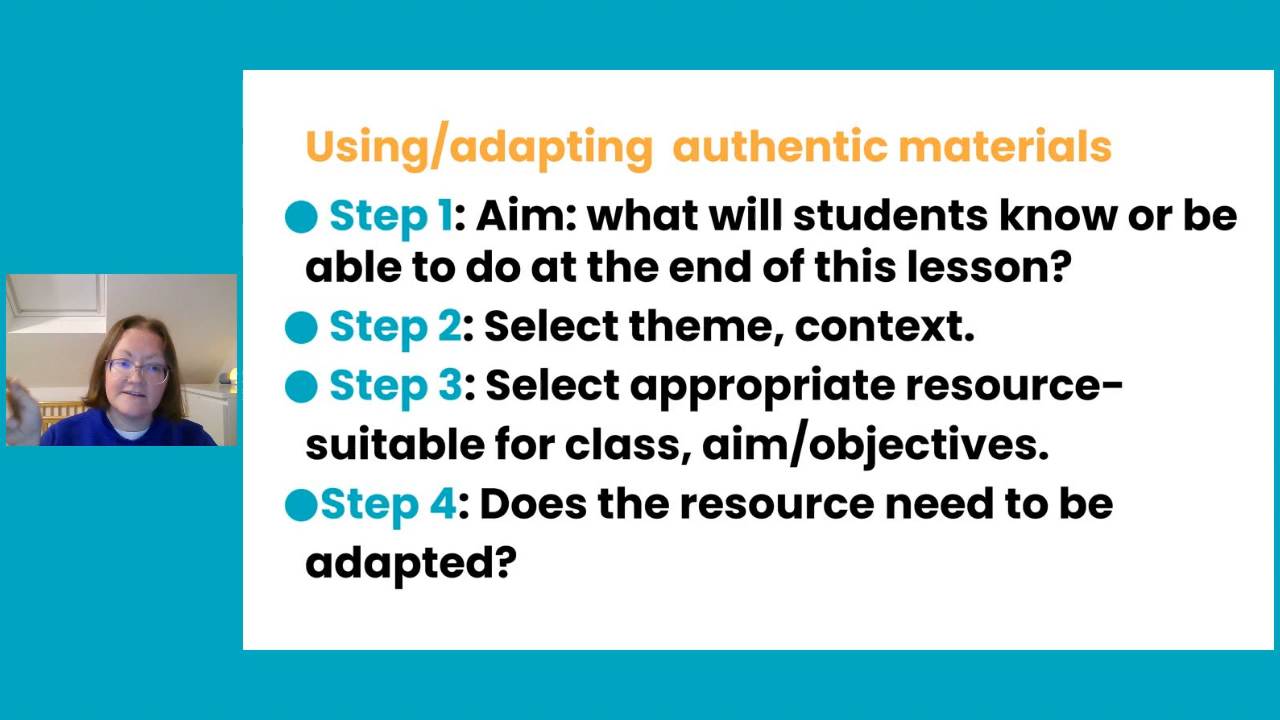 Using/adapting authentic materials
● Step 1: Aim: what will students know or be
able to do at the end of this lesson?
● Step 2: Select theme, context.
● Step 3: Select appropriate resource-
suitable for class, aim/objectives.
●Step 4: Does the resource need to be
adapted?